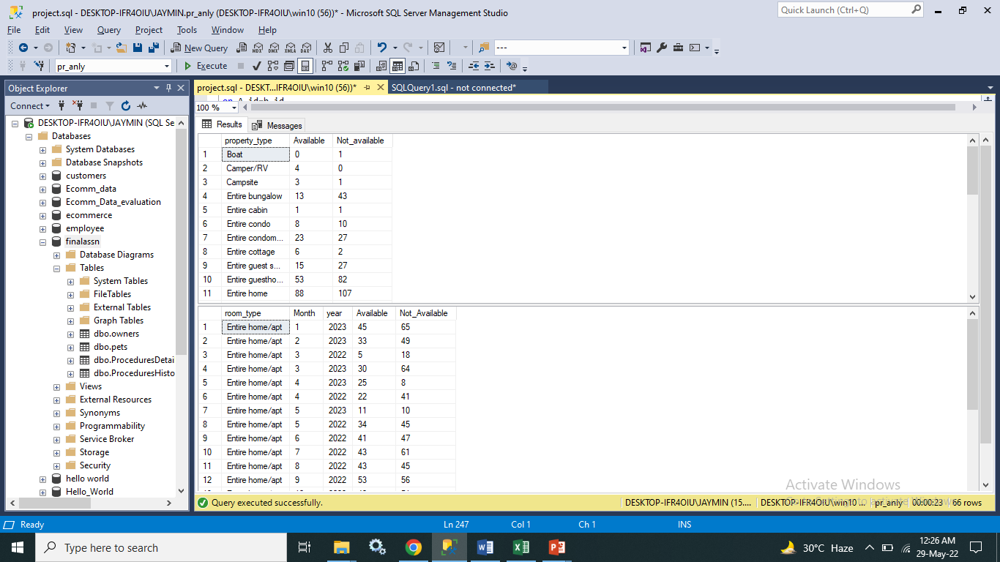 project.sql - DESKTOP-IFR4OIU\JAYMIN.pr_anly (DESKTOP-IFR4OIU\win10 (56))* - Microsoft SQL Server Management Studio
Quick Launch (Ctrl+Q)
File Edit View Query Project Tools Window Help
New Query MDX DMX XMLA DAX ---
pr_anly Execute
Object Explorer
project.sql - DESKT...IFR4OIU\win10 (56))* SQLQuery1.sql - not connected*
Connect
100 %
DESKTOP-IFR4OIU\JAYMIN (SQL Se
Databases
System Databases
Database Snapshots
customers
Ecomm_data
Ecomm_Data_evaluation
ecommerce
employee
finalassn
Database Diagrams
Tables
System Tables
FileTables
External Tables
Graph Tables
dbo.owners
dbo.pets
dbo.ProceduresDetai
dbo.ProceduresHisto
Views
External Resources
Synonyms
Programmability
Service Broker
Storage
Security
hello world
Hello_World
Results Messages
property_type Available Not_available
1 Boat 0 1
2 Camper/RV 4 0
3 Campsite 3 1
4 Entire bungalow 13 43
5 Entire cabin 1 1
6 Entire condo 8 10
7 Entire condom... 23 27
8 Entire cottage 6 2
9 Entire guest s... 15 27
10 Entire guestho... 53 82
11 Entire home 88 107
room_type Month year Available Not_Available
1 Entire home/apt 1 2023 45 65
2 Entire home/apt 2 2023 33 49
3 Entire home/apt 3 2022 5 18
4 Entire home/apt 3 2023 30 64
5 Entire home/apt 4 2023 25 8
6 Entire home/apt 4 2022 22 41
7 Entire home/apt 5 2023 11 10
8 Entire home/apt 5 2022 34 45
9 Entire home/apt 6 2022 41 47
10 Entire home/apt 7 2022 43 61
11 Entire home/apt 8 2022 43 45
12 Entire home/apt 9 2022 53 56
Activate Windows
Query executed successfully. DESKTOP-IFR4OIU\JAYMIN (15.... DESKTOP-IFR4OIU\win10 ... pr_anly 00:00:23 66 rows
Ready Ln 247 Col 1 Ch 1 INS
Type here to search
30°C Haze
12:26 AM
29-May-22